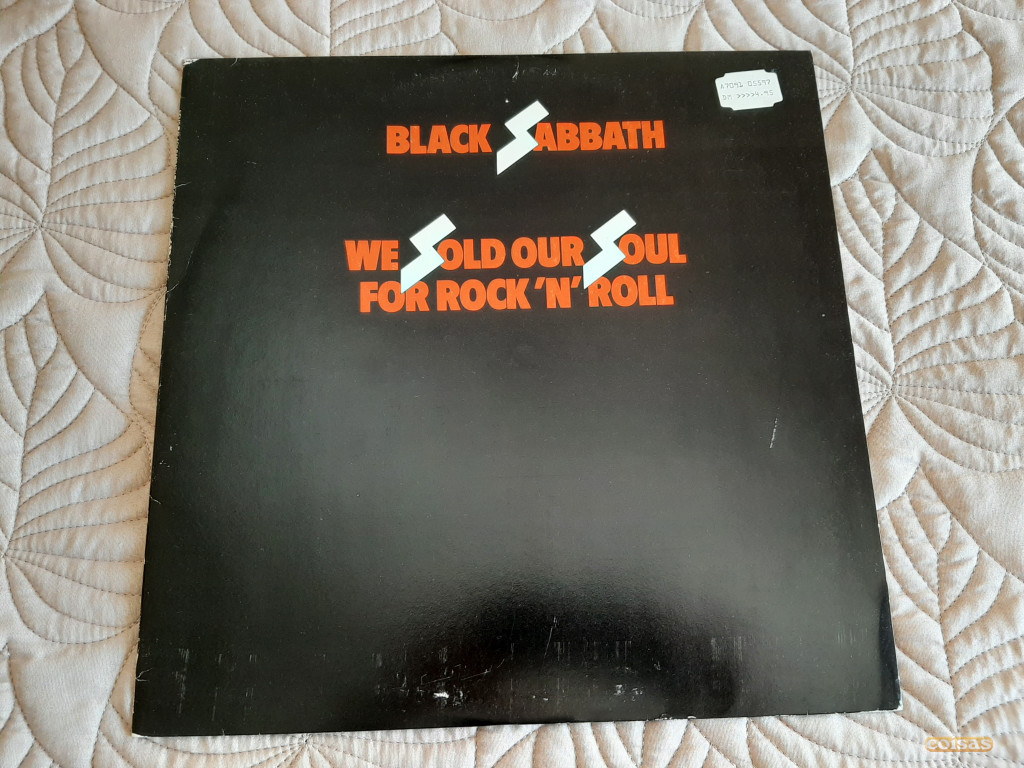 BLACK SABBATH
WE SOLD OUR SOUL
FOR ROCK 'N' ROLL
coisas